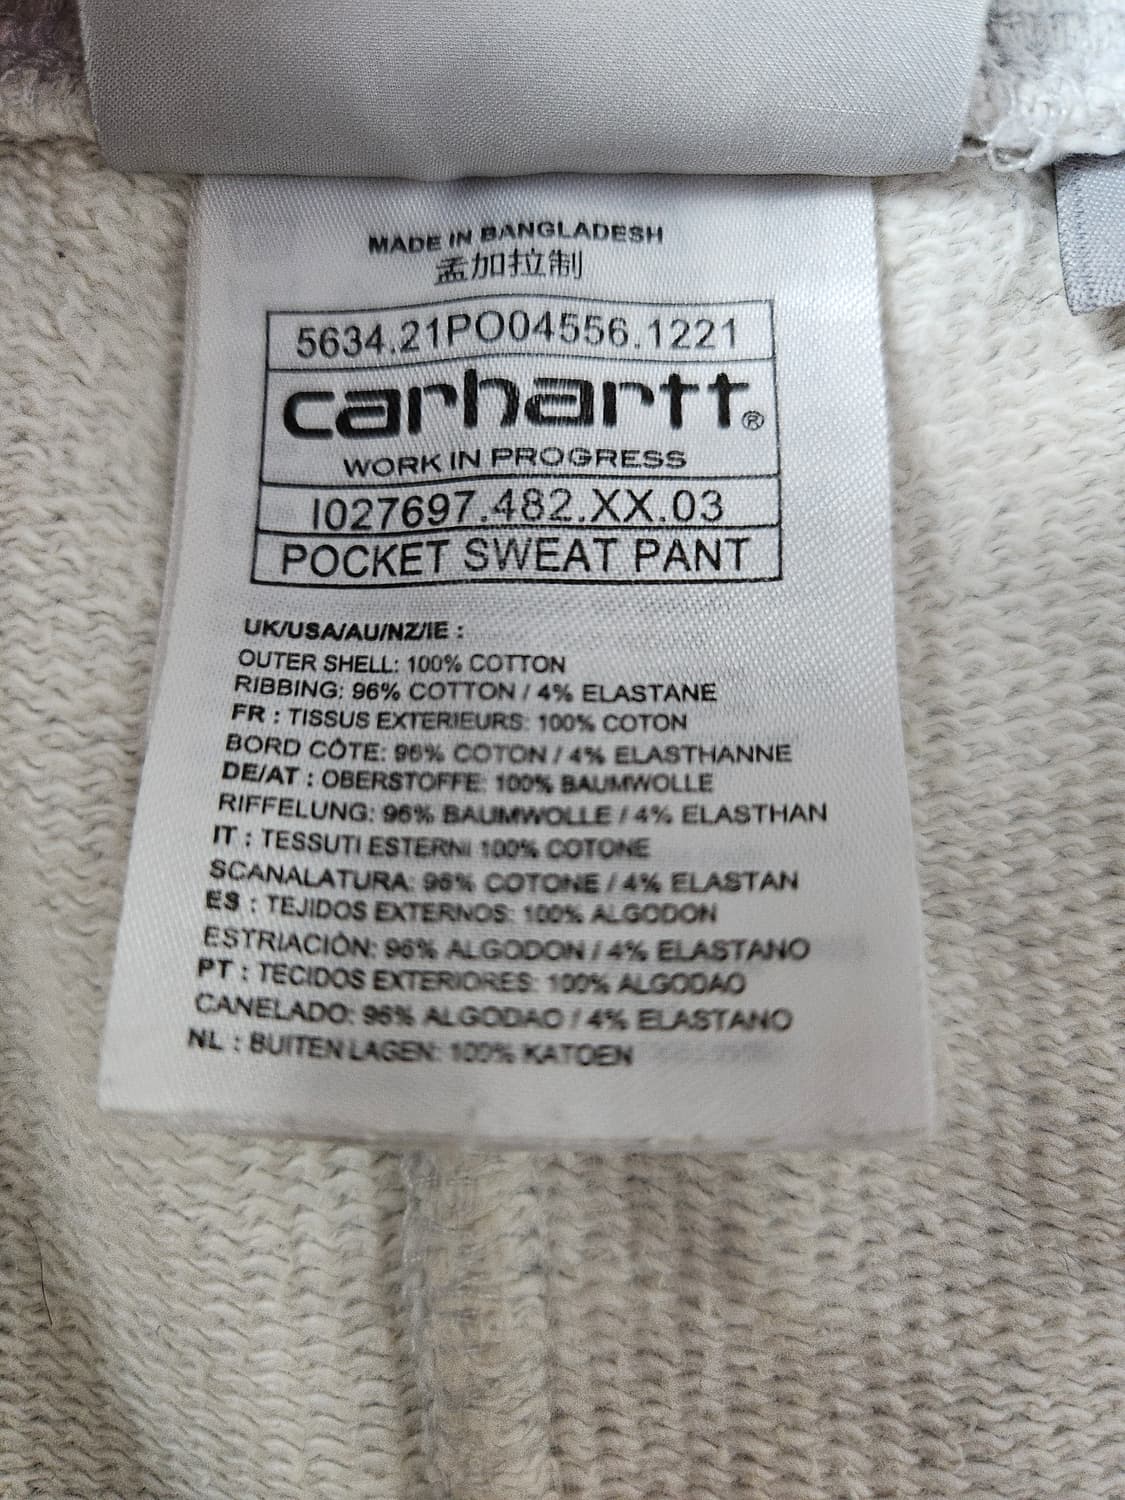 MADE IN BANGLADESH
孟加拉制
5634.21PO04556.1221
carhartt®
WORK IN PROGRESS
I027697.482.XX.03
POCKET SWEAT PANT
UK/USA/AU/NZ/IE :
OUTER SHELL: 100% COTTON
RIBBING: 96% COTTON / 4% ELASTANE
FR : TISSUS EXTERIEURS: 100% COTON
BORD CÔTE: 96% COTON / 4% ELASTHANNE
DE/AT : OBERSTOFFE: 100% BAUMWOLLE
RIFFELUNG: 96% BAUMWOLLE / 4% ELASTHAN
IT : TESSUTI ESTERNI 100% COTONE
SCANALATURA: 96% COTONE / 4% ELASTAN
ES : TEJIDOS EXTERNOS: 100% ALGODON
ESTRIACIÓN: 96% ALGODON / 4% ELASTANO
PT : TECIDOS EXTERIORES: 100% ALGODAO
CANELADO: 96% ALGODAO / 4% ELASTANO
NL : BUITEN LAGEN: 100% KATOEN